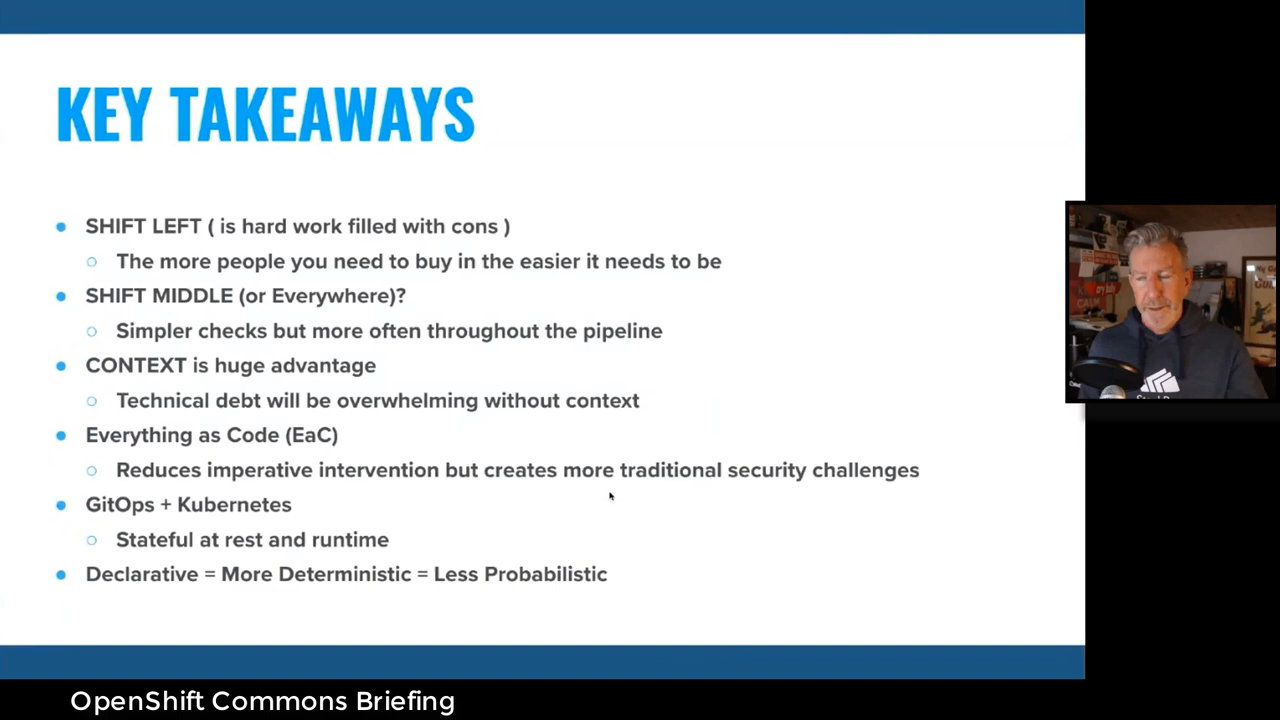 KEY TAKEAWAYS
SHIFT LEFT ( is hard work filled with cons )
The more people you need to buy in the easier it needs to be
SHIFT MIDDLE (or Everywhere)?
Simpler checks but more often throughout the pipeline
CONTEXT is huge advantage
Technical debt will be overwhelming without context
Everything as Code (EaC)
Reduces imperative intervention but creates more traditional security challenges
GitOps + Kubernetes
Stateful at rest and runtime
Declarative = More Deterministic = Less Probabilistic
OpenShift Commons Briefing